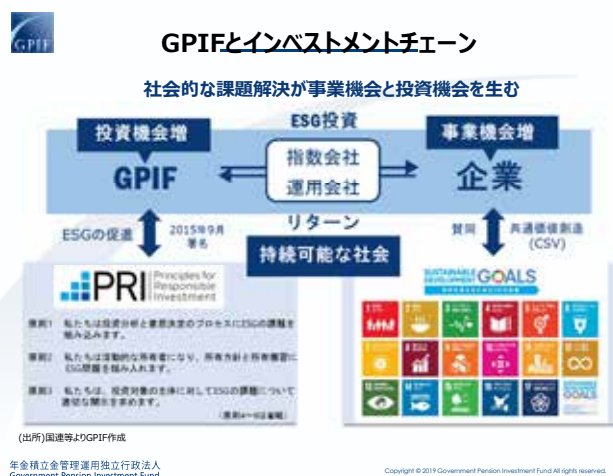 GPIF
GPIFとインベストメントチェーン
社会的な課題解決が事業機会と投資機会を生む
ESG投資
投資機会増
事業機会増
GPIF
指数会社
運用会社
企業
リターン
ESGの促進
2015年9月
署名
持続可能な社会
賛同
共通価値創造
(CSV)
PRI
Principles for
Responsible
Investment
SUSTAINABLE
DEVELOPMENT
GOALS
原則1 私たちは投資分析と意思決定のプロセスにESGの課題を
組み込みます。
原則2 私たちは活動的な所有者になり、所有方針と所有慣習に
ESG問題を組み入れます。
原則3 私たちは、投資対象の主体に対してESGの課題について
適切な開示を求めます。
(出所)国連等よりGPIF作成
年金積立金管理運用独立行政法人
Government Pension Investment Fund
Copyright © 2019 Government Pension Investment Fund All rights reserved.